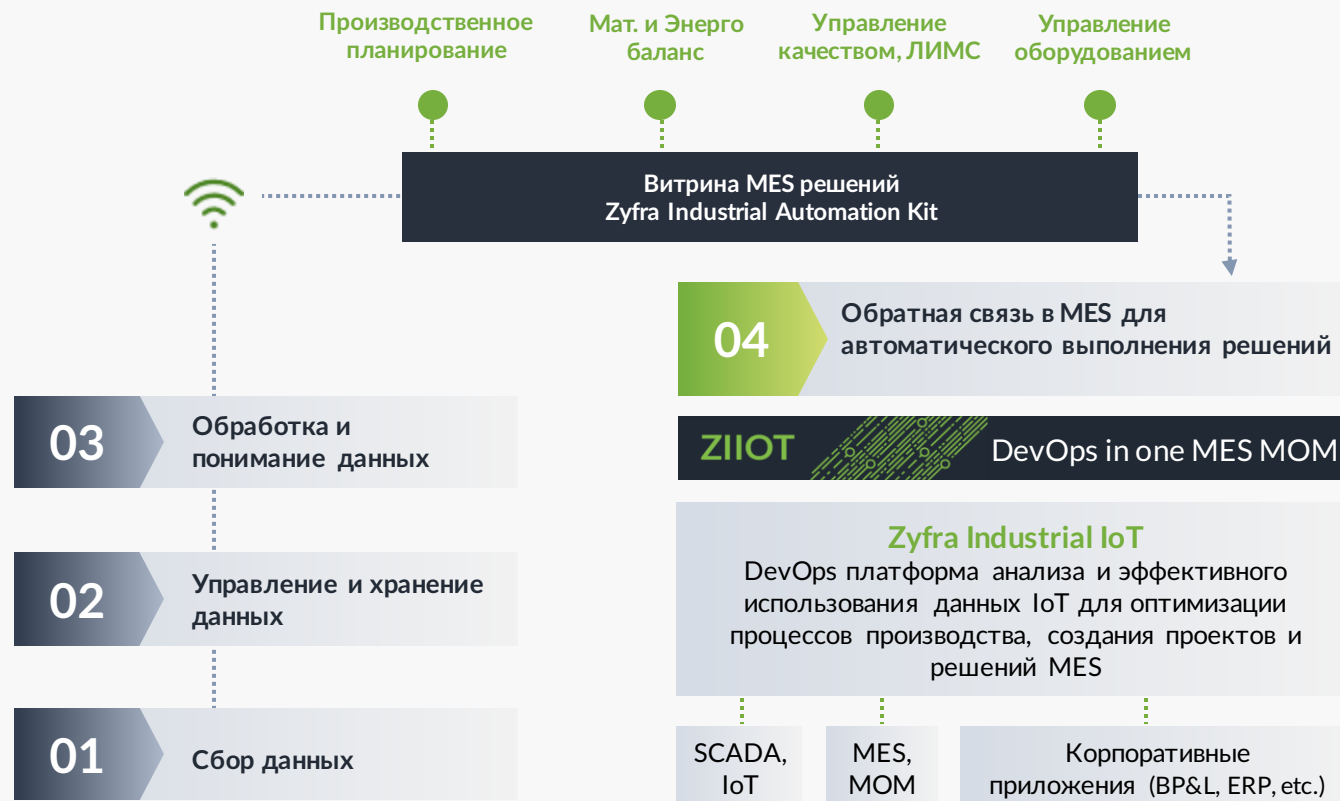 Производственное
планирование
Мат. и Энерго
баланс
Управление
качеством, ЛИМС
Управление
оборудованием
Витрина MES решений
Zyfra Industrial Automation Kit
04
Обратная связь в MES для
автоматического выполнения решений
03
Обработка и
понимание данных
ZIIOT
DevOps in one MES MOM
Zyfra Industrial IoT
DevOps платформа анализа и эффективного
использования данных IoT для оптимизации
процессов производства, создания проектов и
решений MES
02
Управление и хранение
данных
01
Сбор данных
SCADA,
IoT
MES,
MOM
Корпоративные
приложения (BP&L, ERP, etc.)